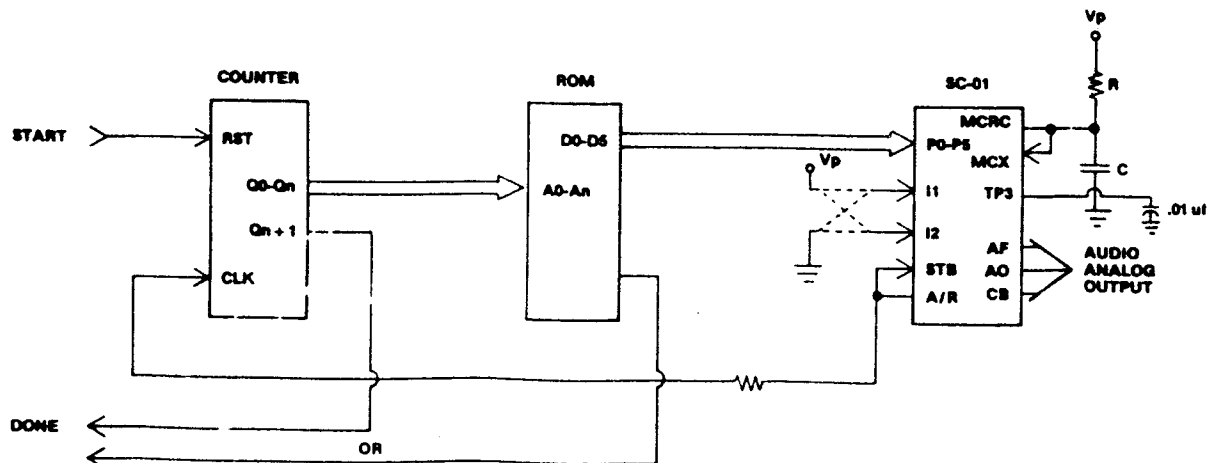 Vp
COUNTER
ROM
SC-01
R
START
RST
D0-D5
MCRC
P0-P5
MCX
Vp
C
Q0-Qn
A0-An
I1
TP3
.01 uf
Qn + 1
I2
AF
AUDIO
ANALOG
OUTPUT
CLK
STB
AO
A/R
CB
DONE
OR